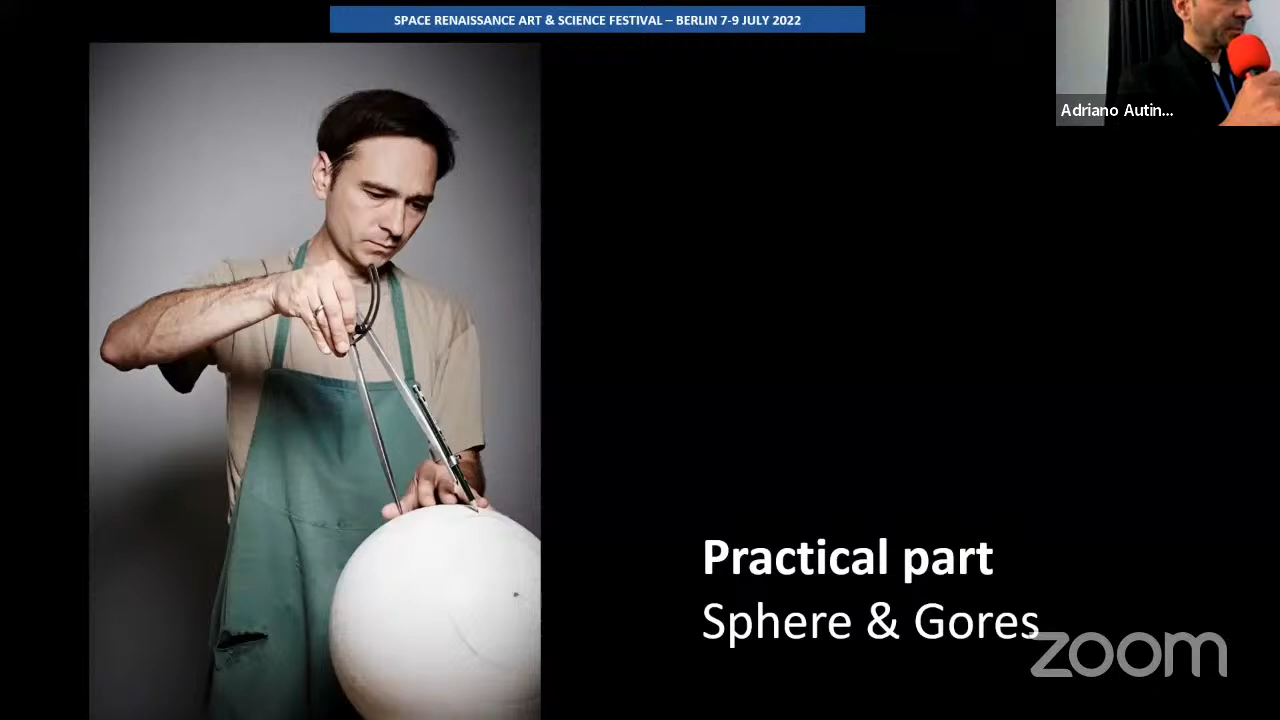 SPACE RENAISSANCE ART & SCIENCE FESTIVAL – BERLIN 7-9 JULY 2022
Adriano Autin...
Practical part
Sphere & Gores
zoom